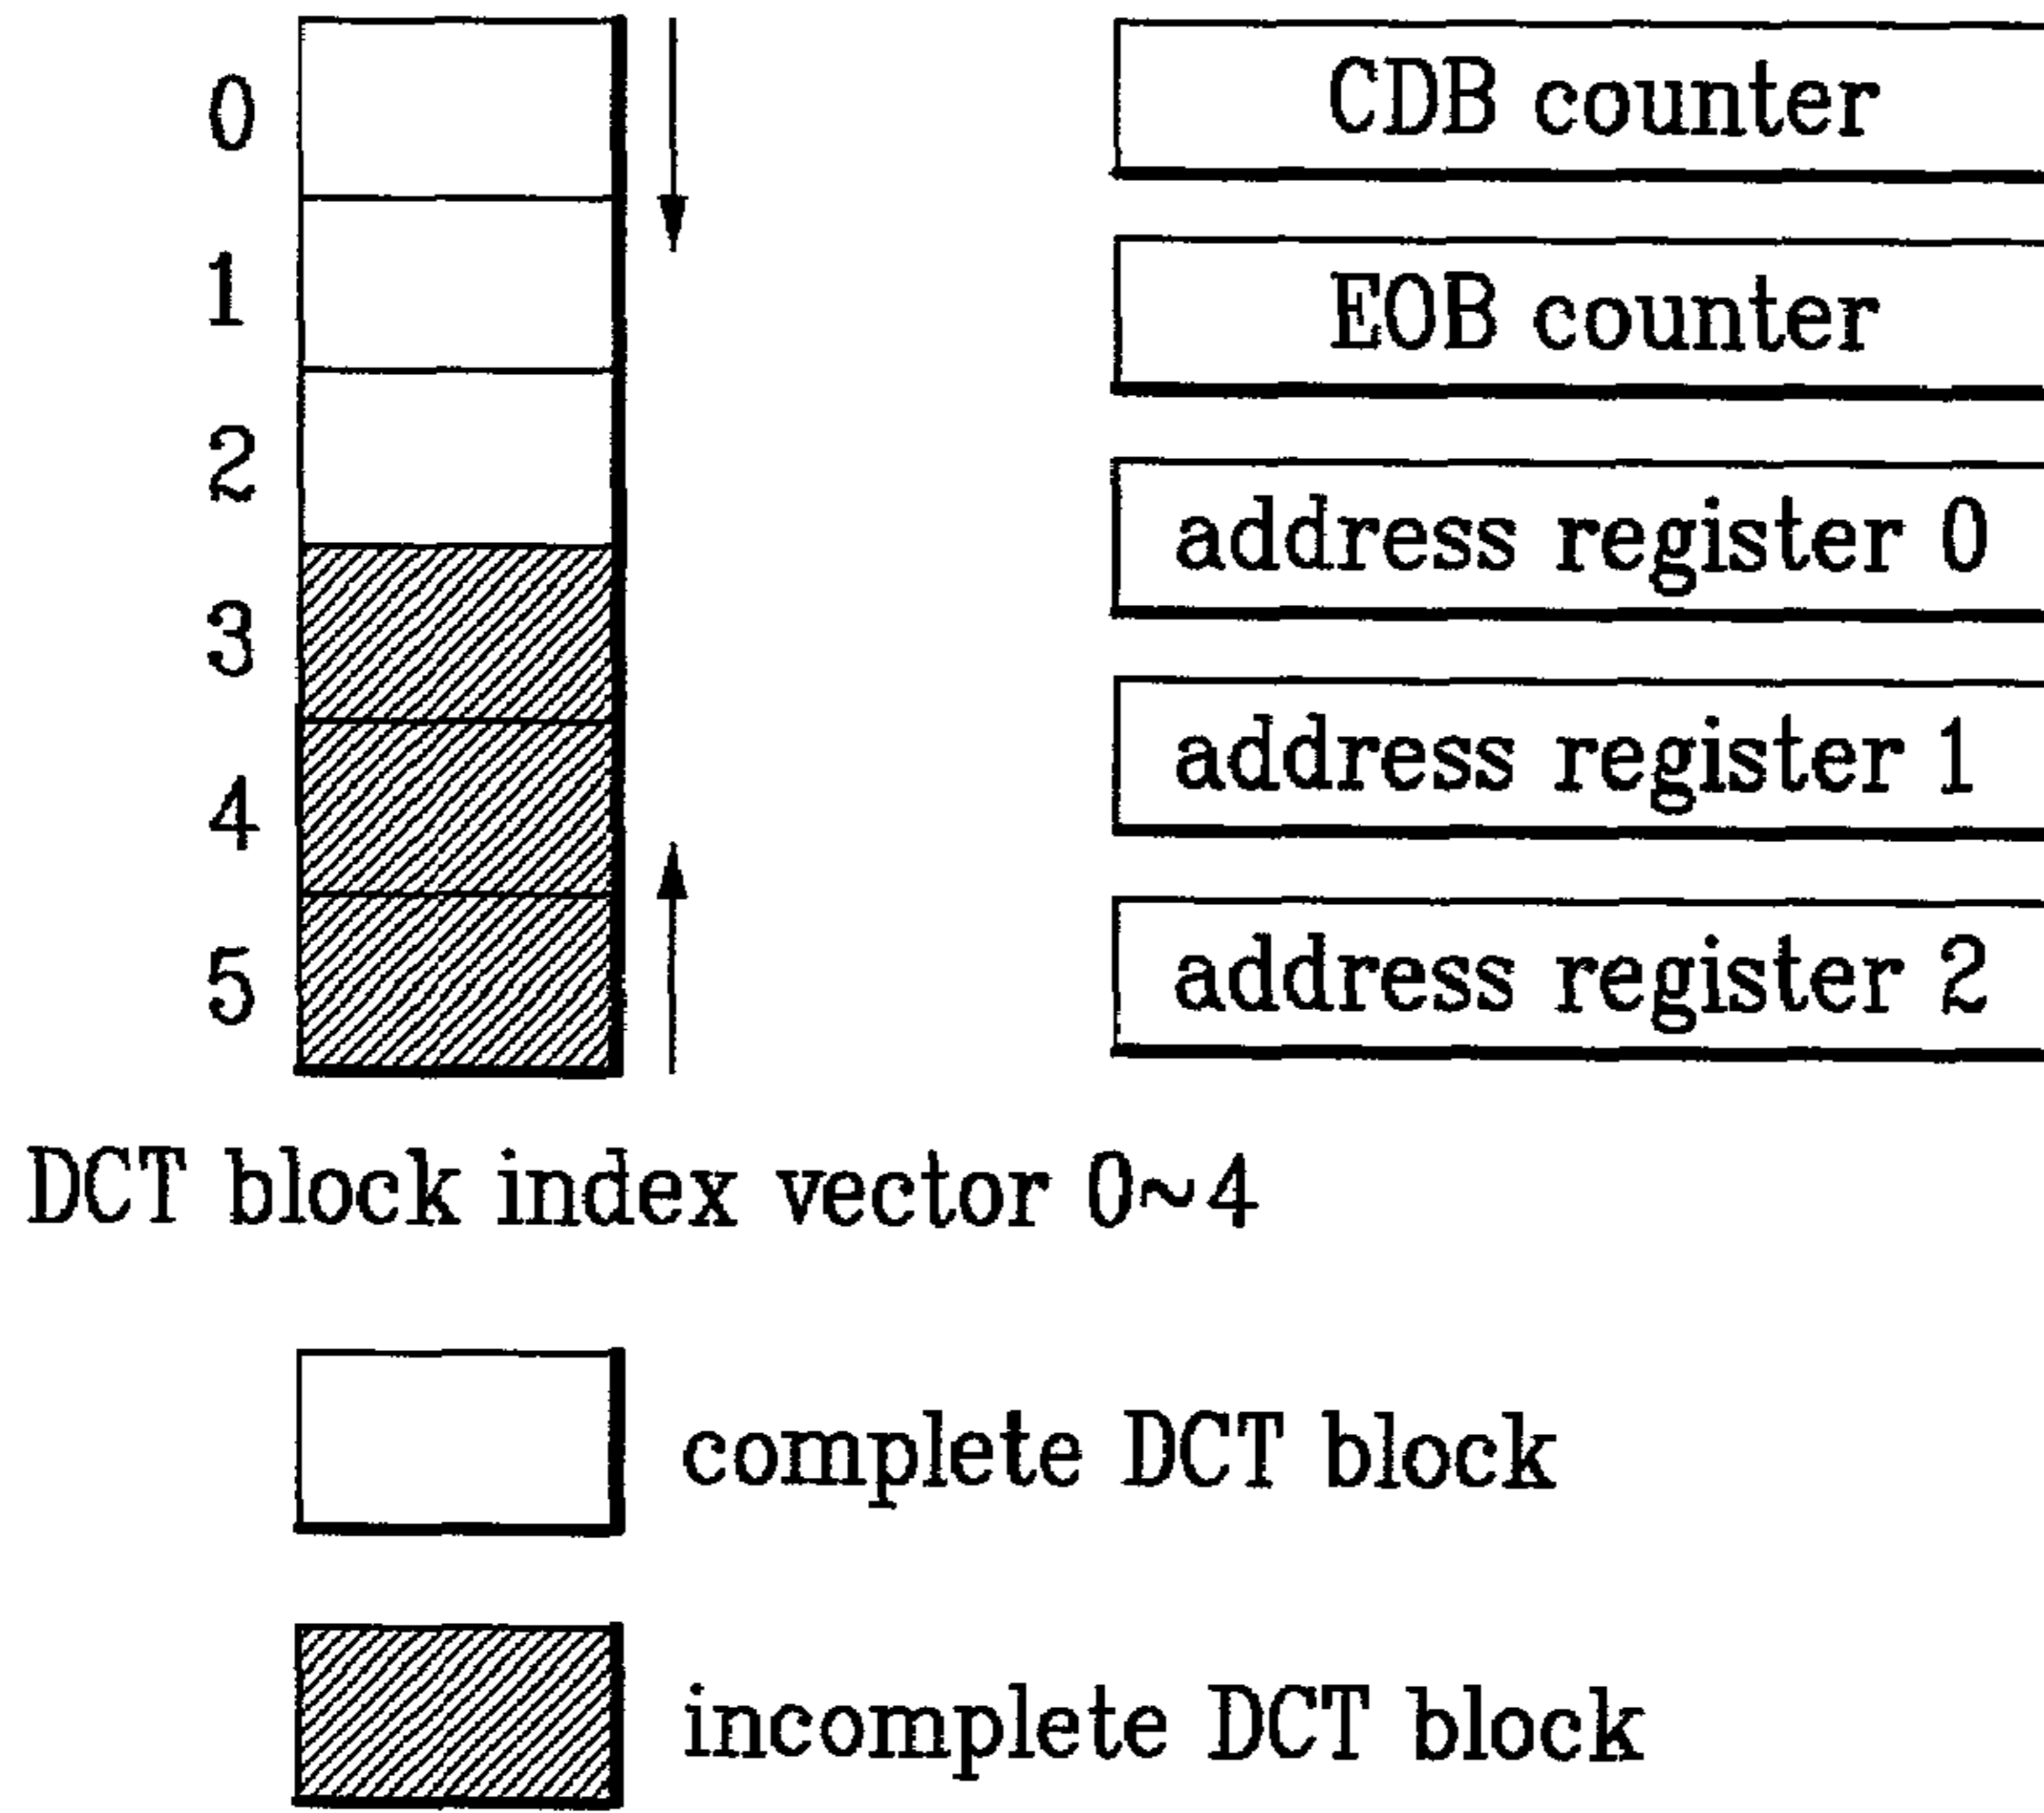 0
1
2
3
4
5
CDB counter
EOB counter
address register 0
address register 1
address register 2
DCT block index vector 0~4
complete DCT block
incomplete DCT block